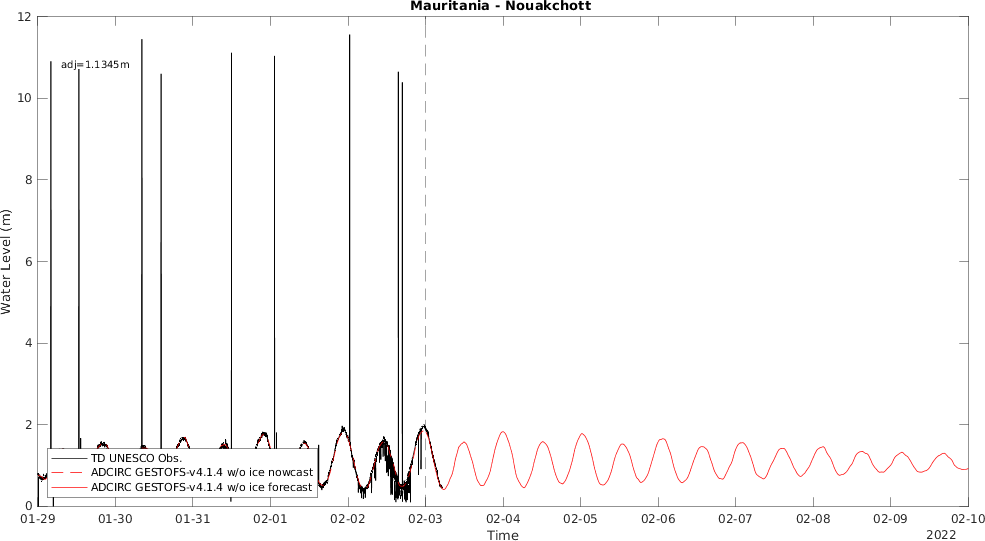 Mauritania - Nouakchott
12
adj=1.1345m
10
8
6
4
2
0
Water Level (m)
TD UNESCO Obs.
ADCIRC GESTOFS-v4.1.4 w/o ice nowcast
ADCIRC GESTOFS-v4.1.4 w/o ice forecast
01-29 01-30 01-31 02-01 02-02 02-03 02-04 02-05 02-06 02-07 02-08 02-09 02-10
Time
2022